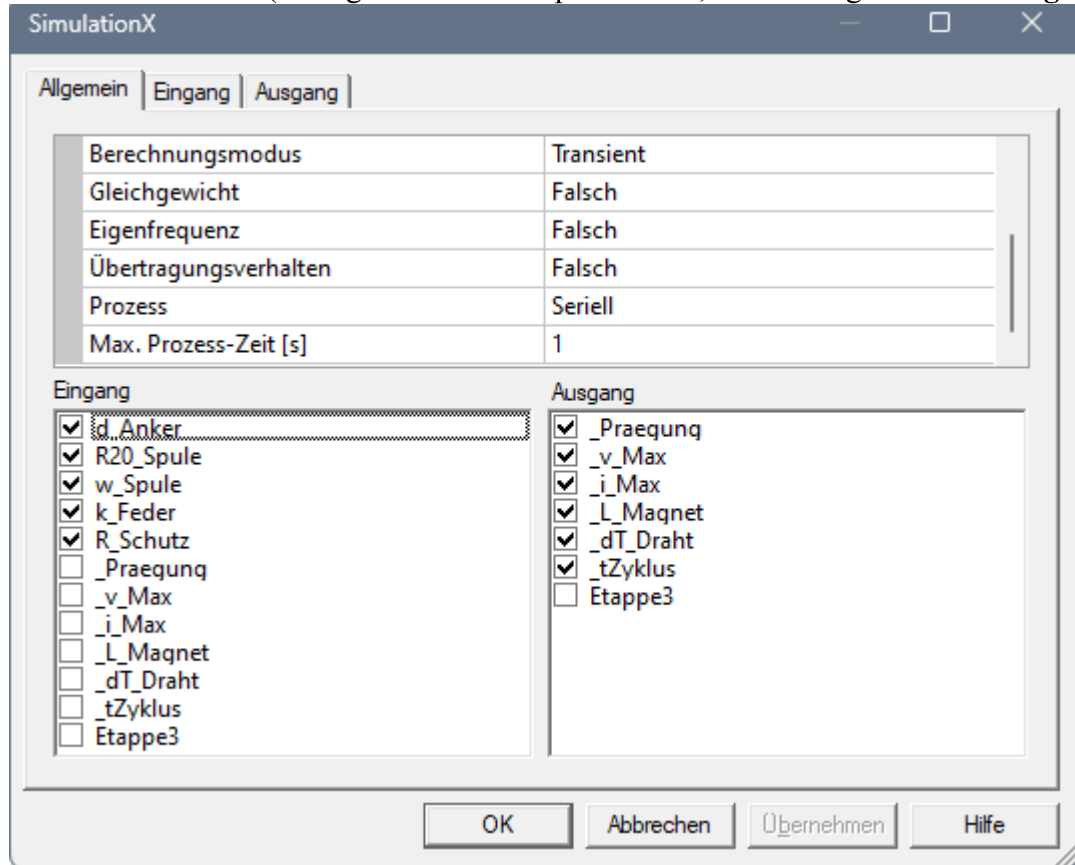 SimulationX
Allgemein Eingang Ausgang
Berechnungsmodus Transient
Gleichgewicht Falsch
Eigenfrequenz Falsch
Übertragungsverhalten Falsch
Prozess Seriell
Max. Prozess-Zeit [s] 1
Eingang Ausgang
d_Anker
R20_Spule
w_Spule
k_Feder
R_Schutz
_Praegung
_v_Max
_i_Max
_L_Magnet
_dT_Draht
_tZyklus
Etappe3
_Praegung
_v_Max
_i_Max
_L_Magnet
_dT_Draht
_tZyklus
Etappe3
OK Abbrechen Übernehmen Hilfe